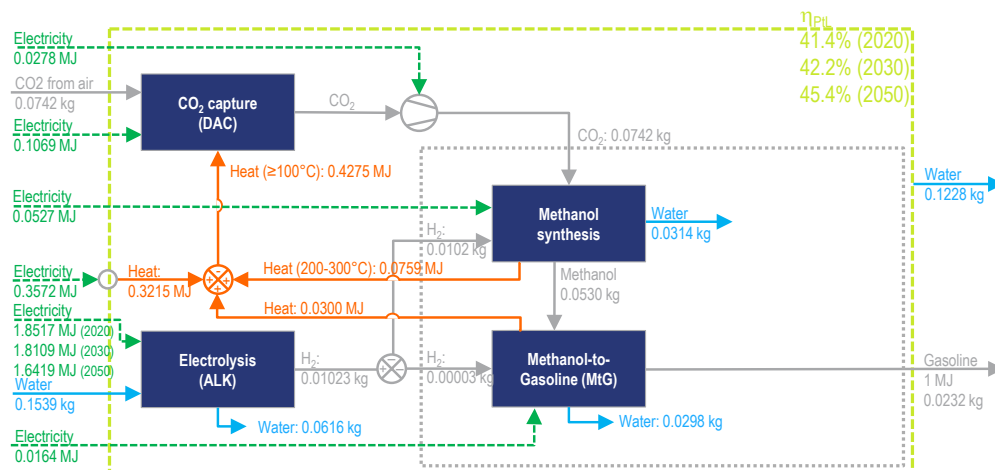 η_PtL
41.4% (2020)
42.2% (2030)
45.4% (2050)
Electricity
0.0278 MJ
CO2 from air
0.0742 kg
Electricity
0.1069 MJ
CO₂ capture
(DAC)
CO₂
CO₂: 0.0742 kg
Heat (≥100°C): 0.4275 MJ
Water
0.1228 kg
Electricity
0.0527 MJ
Methanol
synthesis
Water
0.0314 kg
H₂:
0.0102 kg
Electricity
0.3572 MJ
Heat:
0.3215 MJ
-
+
+
+
Heat (200-300°C): 0.0759 MJ
Methanol
0.0530 kg
Heat: 0.0300 MJ
Electricity
1.8517 MJ (2020)
1.8109 MJ (2030)
1.6419 MJ (2050)
Electrolysis
(ALK)
H₂:
0.01023 kg
+
-
-
H₂:
0.00003 kg
Methanol-to-
Gasoline (MtG)
Gasoline
1 MJ
0.0232 kg
Water
0.1539 kg
Water: 0.0616 kg
Water: 0.0298 kg
Electricity
0.0164 MJ